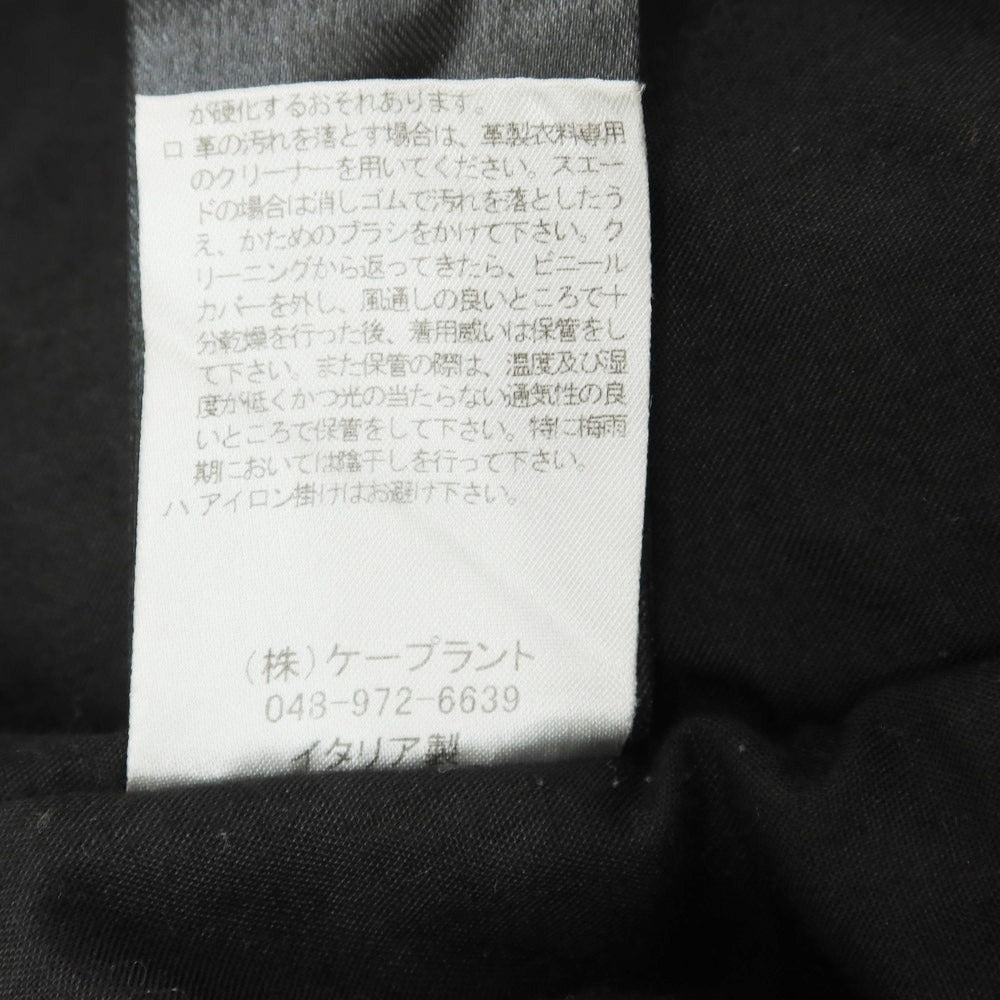 が硬化するおそれあります。
ロ 革の汚れを落とす場合は、革製衣料専用
のクリーナーを用いてください。スエー
ドの場合は消しゴムで汚れを落としたう
え、かためのブラシをかけて下さい。ク
リーニングから返ってきたら、ビニール
カバーを外し、風通しの良いところで十
分乾燥を行った後、着用威いは保管をし
て下さい。また保管の際は、温度及び湿
度が低くかつ光の当たらない通気性の良
いところで保管をして下さい。特に梅雨
期においては陰干しを行って下さい。
ハ アイロン掛けはお避け下さい。
(株)ケープラント
048-972-6639
イタリア製